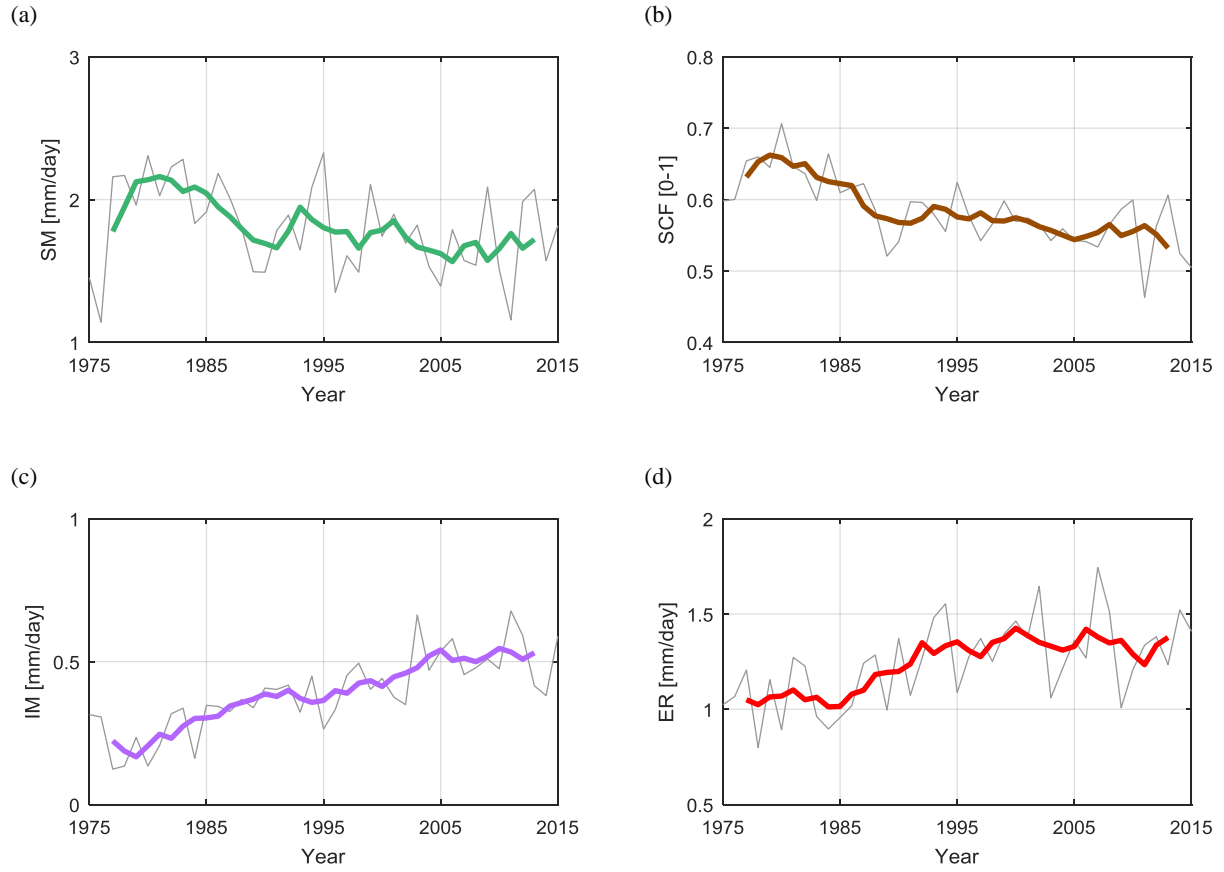 (a)
3
2
1
SM [mm/day]
1975 1985 1995 2005 2015
Year
(b)
0.8
0.7
0.6
0.5
0.4
SCF [0-1]
1975 1985 1995 2005 2015
Year
(c)
1
0.5
0
IM [mm/day]
1975 1985 1995 2005 2015
Year
(d)
2
1.5
1
0.5
ER [mm/day]
1975 1985 1995 2005 2015
Year